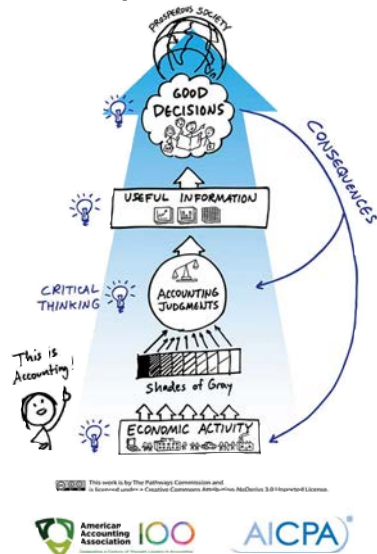 PROSPEROUS SOCIETY
GOOD
DECISIONS
CONSEQUENCES
USEFUL INFORMATION
CRITICAL
THINKING
ACCOUNTING
JUDGMENTS
This is
Accounting!
Shades of Gray
ECONOMIC ACTIVITY
This work is by The Pathways Commission and
is licensed under a Creative Commons Attribution-NoDerivs 3.0 Unported License.
American
Accounting
Association
100
AICPA